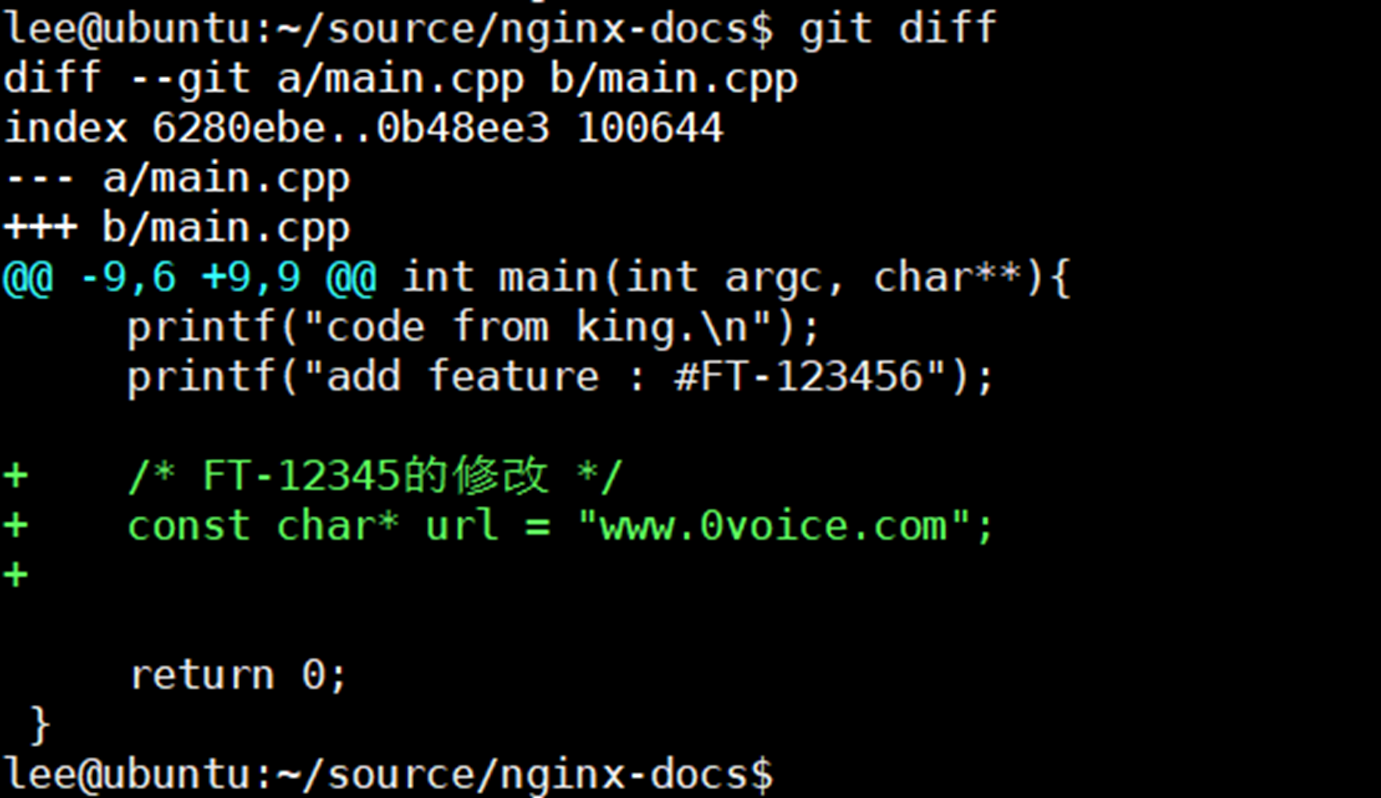 lee@ubuntu:~/source/nginx-docs$ git diff
diff --git a/main.cpp b/main.cpp
index 6280ebe..0b48ee3 100644
--- a/main.cpp
+++ b/main.cpp
@@ -9,6 +9,9 @@ int main(int argc, char**){
     printf("code from king.\n");
     printf("add feature : #FT-123456");

+    /* FT-12345的修改 */
+    const char* url = "www.0voice.com";
+

     return 0;
 }
lee@ubuntu:~/source/nginx-docs$